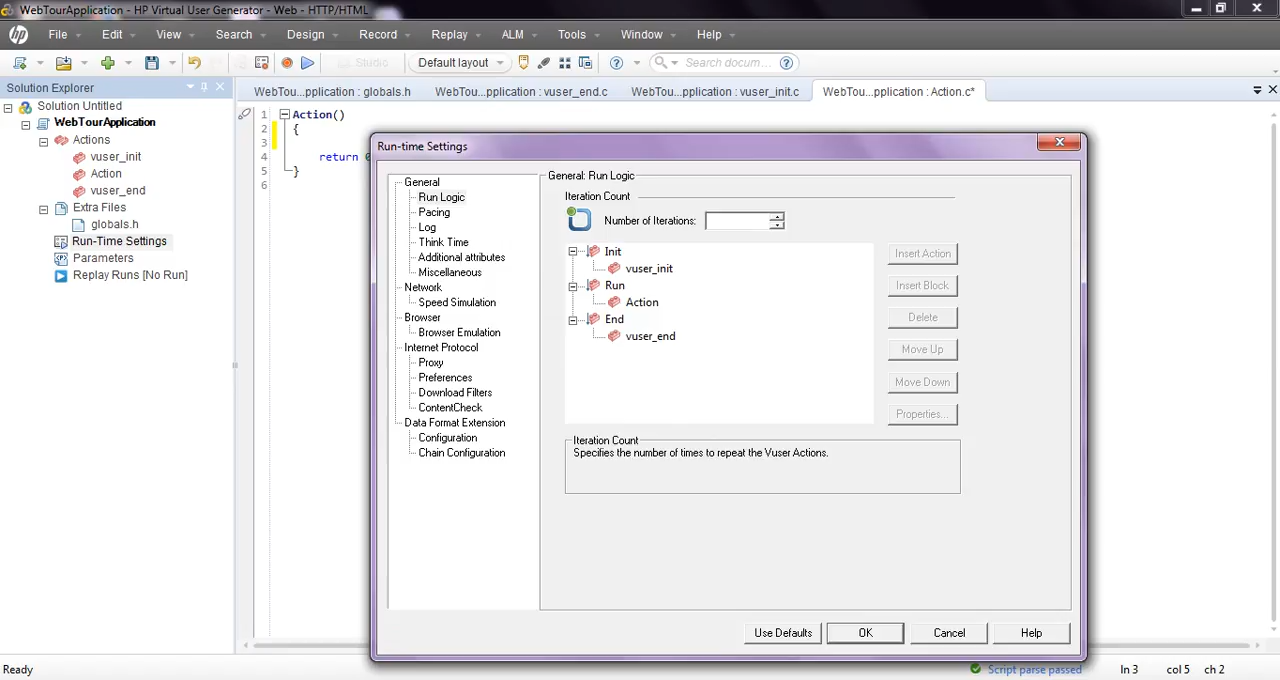 WebTourApplication - HP Virtual User Generator - Web - HTTP/HTML
hp File Edit View Search Design Record Replay ALM Tools Window Help
Studio Default layout Search docum...
Solution Explorer
WebTou...pplication : globals.h WebTou...pplication : vuser_end.c WebTou...pplication : vuser_init.c WebTou...pplication : Action.c*
Solution Untitled
WebTourApplication
Actions
vuser_init
Action
vuser_end
Extra Files
globals.h
Run-Time Settings
Parameters
Replay Runs [No Run]
1 Action()
2 {
3
4 return 0
5 }
6
Run-time Settings
General
Run Logic
Pacing
Log
Think Time
Additional attributes
Miscellaneous
Network
Speed Simulation
Browser
Browser Emulation
Internet Protocol
Proxy
Preferences
Download Filters
ContentCheck
Data Format Extension
Configuration
Chain Configuration
General: Run Logic
Iteration Count
Number of Iterations:
Init
vuser_init
Run
Action
End
vuser_end
Insert Action
Insert Block
Delete
Move Up
Move Down
Properties...
Iteration Count
Specifies the number of times to repeat the Vuser Actions.
Use Defaults OK Cancel Help
Ready Script parse passed ln 3 col 5 ch 2